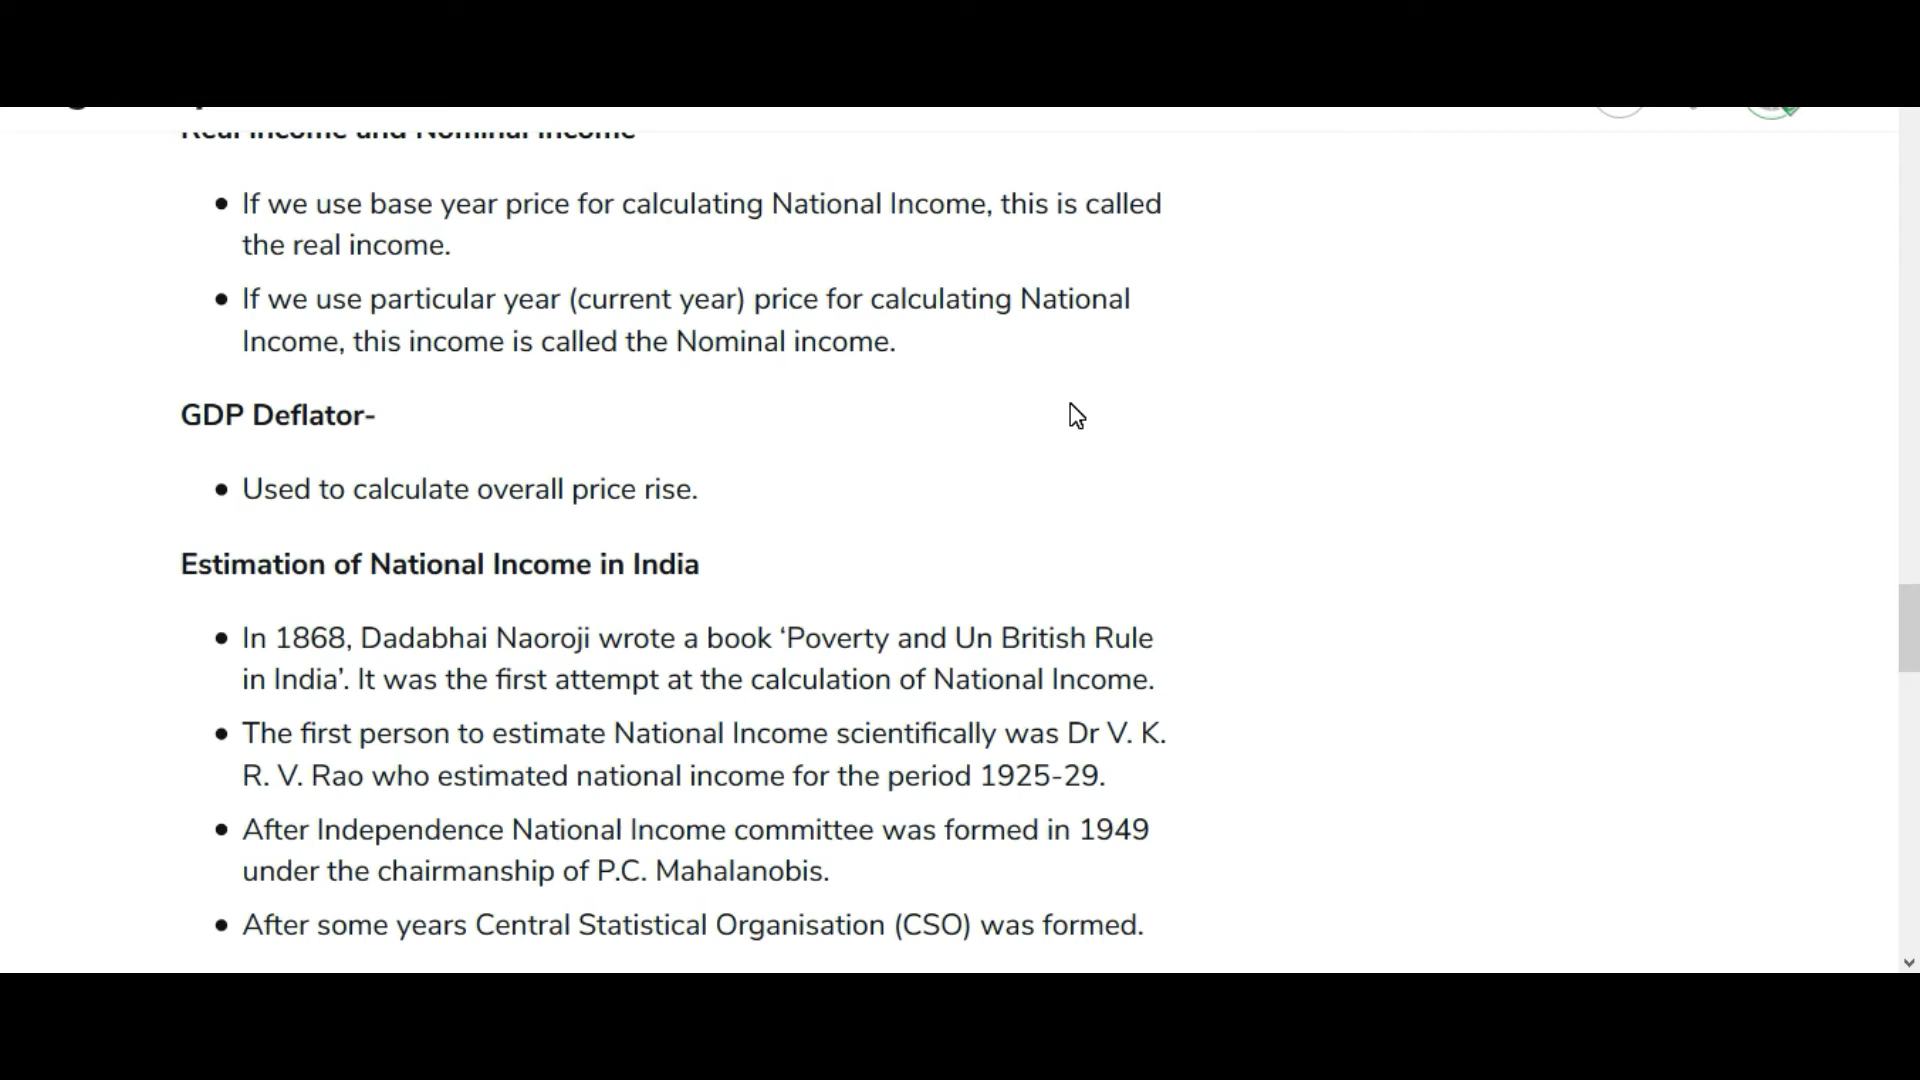 Real Income and Nominal Income
If we use base year price for calculating National Income, this is called
the real income.
If we use particular year (current year) price for calculating National
Income, this income is called the Nominal income.
GDP Deflator-
Used to calculate overall price rise.
Estimation of National Income in India
In 1868, Dadabhai Naoroji wrote a book ‘Poverty and Un British Rule
in India’. It was the first attempt at the calculation of National Income.
The first person to estimate National Income scientifically was Dr V. K.
R. V. Rao who estimated national income for the period 1925-29.
After Independence National Income committee was formed in 1949
under the chairmanship of P.C. Mahalanobis.
After some years Central Statistical Organisation (CSO) was formed.